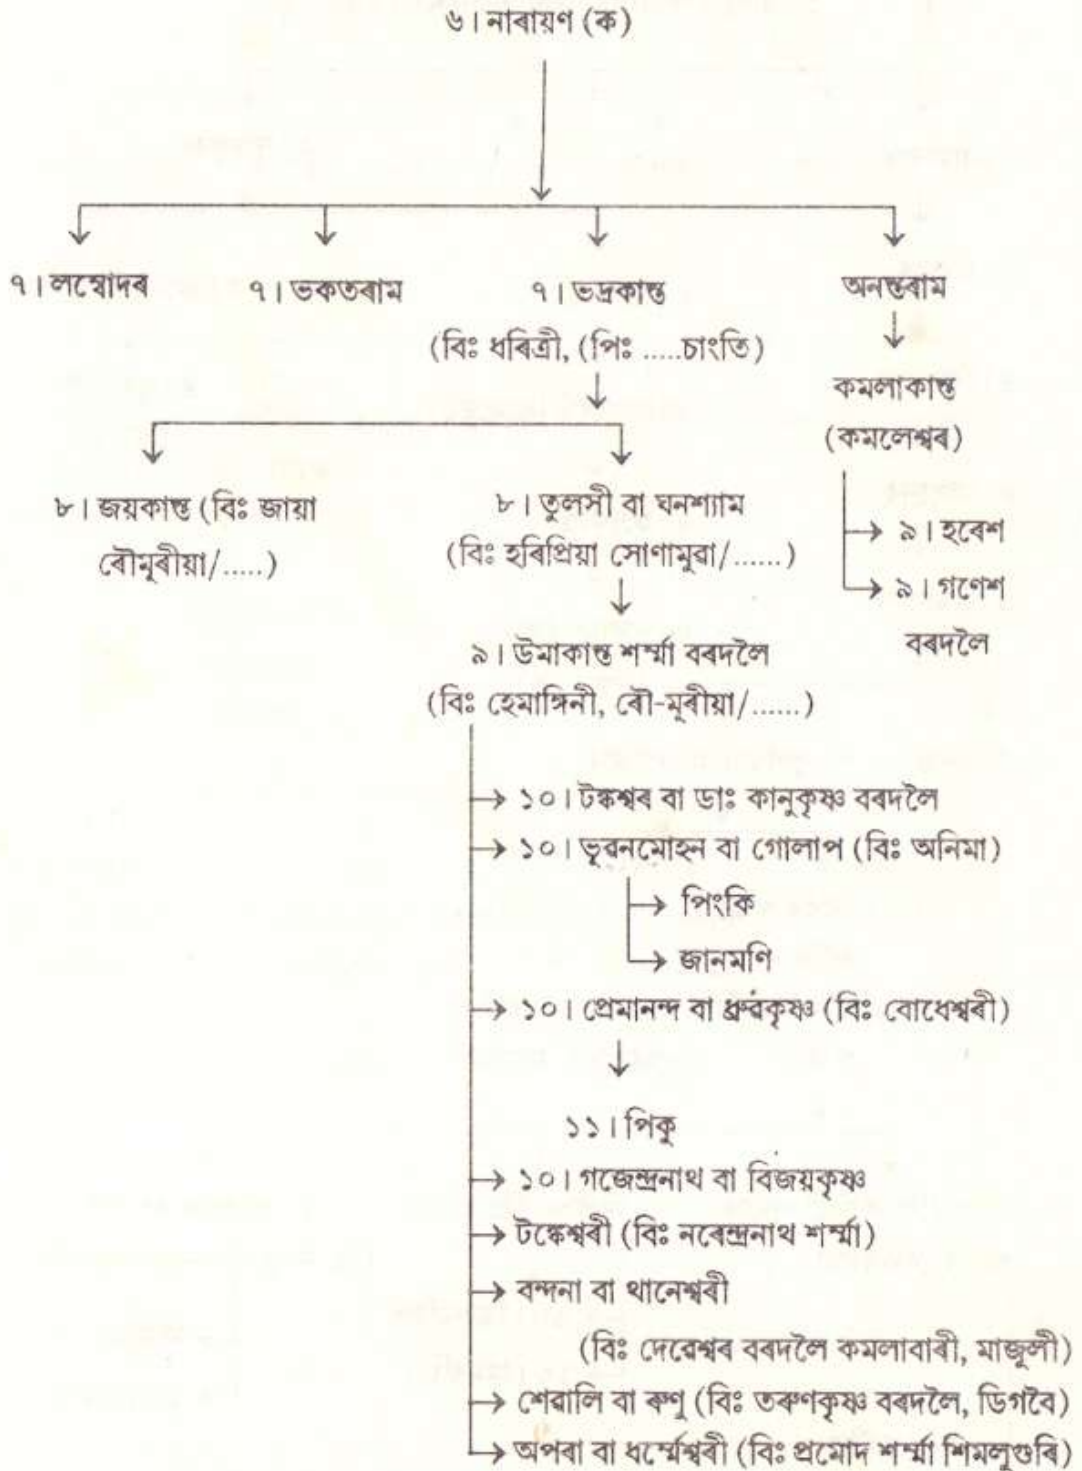 ৬। নাৰায়ণ (ক)
৭। লম্বোদৰ ৭। ভকতৰাম ৭। ভদ্ৰকান্ত অনন্তৰাম
(বিঃ ধৰিত্ৰী, (পিঃ .....চাংতি)
কমলাকান্ত
(কমলেশ্বৰ)
৮। জয়কান্ত (বিঃ জায়া
ৰৌমূৰীয়া/.....)
৮। তুলসী বা ঘনশ্যাম
(বিঃ হৰিপ্ৰিয়া সোণামুৱা/......)
৯। হৰেশ
৯। গণেশ
বৰদলৈ
৯। উমাকান্ত শৰ্ম্মা বৰদলৈ
(বিঃ হেমাঙ্গিনী, ৰৌ-মূৰীয়া/......)
১০। টঙ্কশ্বৰ বা ডাঃ কানুকৃষ্ণ বৰদলৈ
১০। ভূৱনমোহন বা গোলাপ (বিঃ অনিমা)
পিংকি
জানমণি
১০। প্ৰেমানন্দ বা ধ্ৰুৱকৃষ্ণ (বিঃ বোধেশ্বৰী)
১১। পিকু
১০। গজেন্দ্ৰনাথ বা বিজয়কৃষ্ণ
টঙ্কেশ্বৰী (বিঃ নৰেন্দ্ৰনাথ শৰ্ম্মা)
বন্দনা বা থানেশ্বৰী
(বিঃ দেৱেশ্বৰ বৰদলৈ কমলাবাৰী, মাজুলী)
শেৱালি বা ৰুণু (বিঃ তৰুণকৃষ্ণ বৰদলৈ, ডিগবৈ)
অপৰা বা ধৰ্ম্মেশ্বৰী (বিঃ প্ৰমোদ শৰ্ম্মা শিমলুগুৰি)